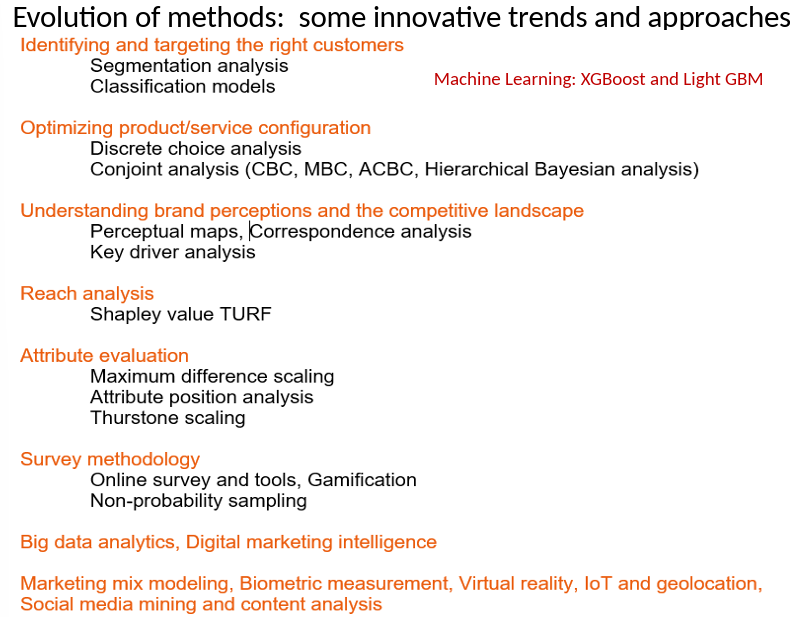 Evolution of methods:  some innovative trends and approaches
Identifying and targeting the right customers
Segmentation analysis
Classification models
Machine Learning: XGBoost and Light GBM
Optimizing product/service configuration
Discrete choice analysis
Conjoint analysis (CBC, MBC, ACBC, Hierarchical Bayesian analysis)
Understanding brand perceptions and the competitive landscape
Perceptual maps, Correspondence analysis
Key driver analysis
Reach analysis
Shapley value TURF
Attribute evaluation
Maximum difference scaling
Attribute position analysis
Thurstone scaling
Survey methodology
Online survey and tools, Gamification
Non-probability sampling
Big data analytics, Digital marketing intelligence
Marketing mix modeling, Biometric measurement, Virtual reality, IoT and geolocation,
Social media mining and content analysis